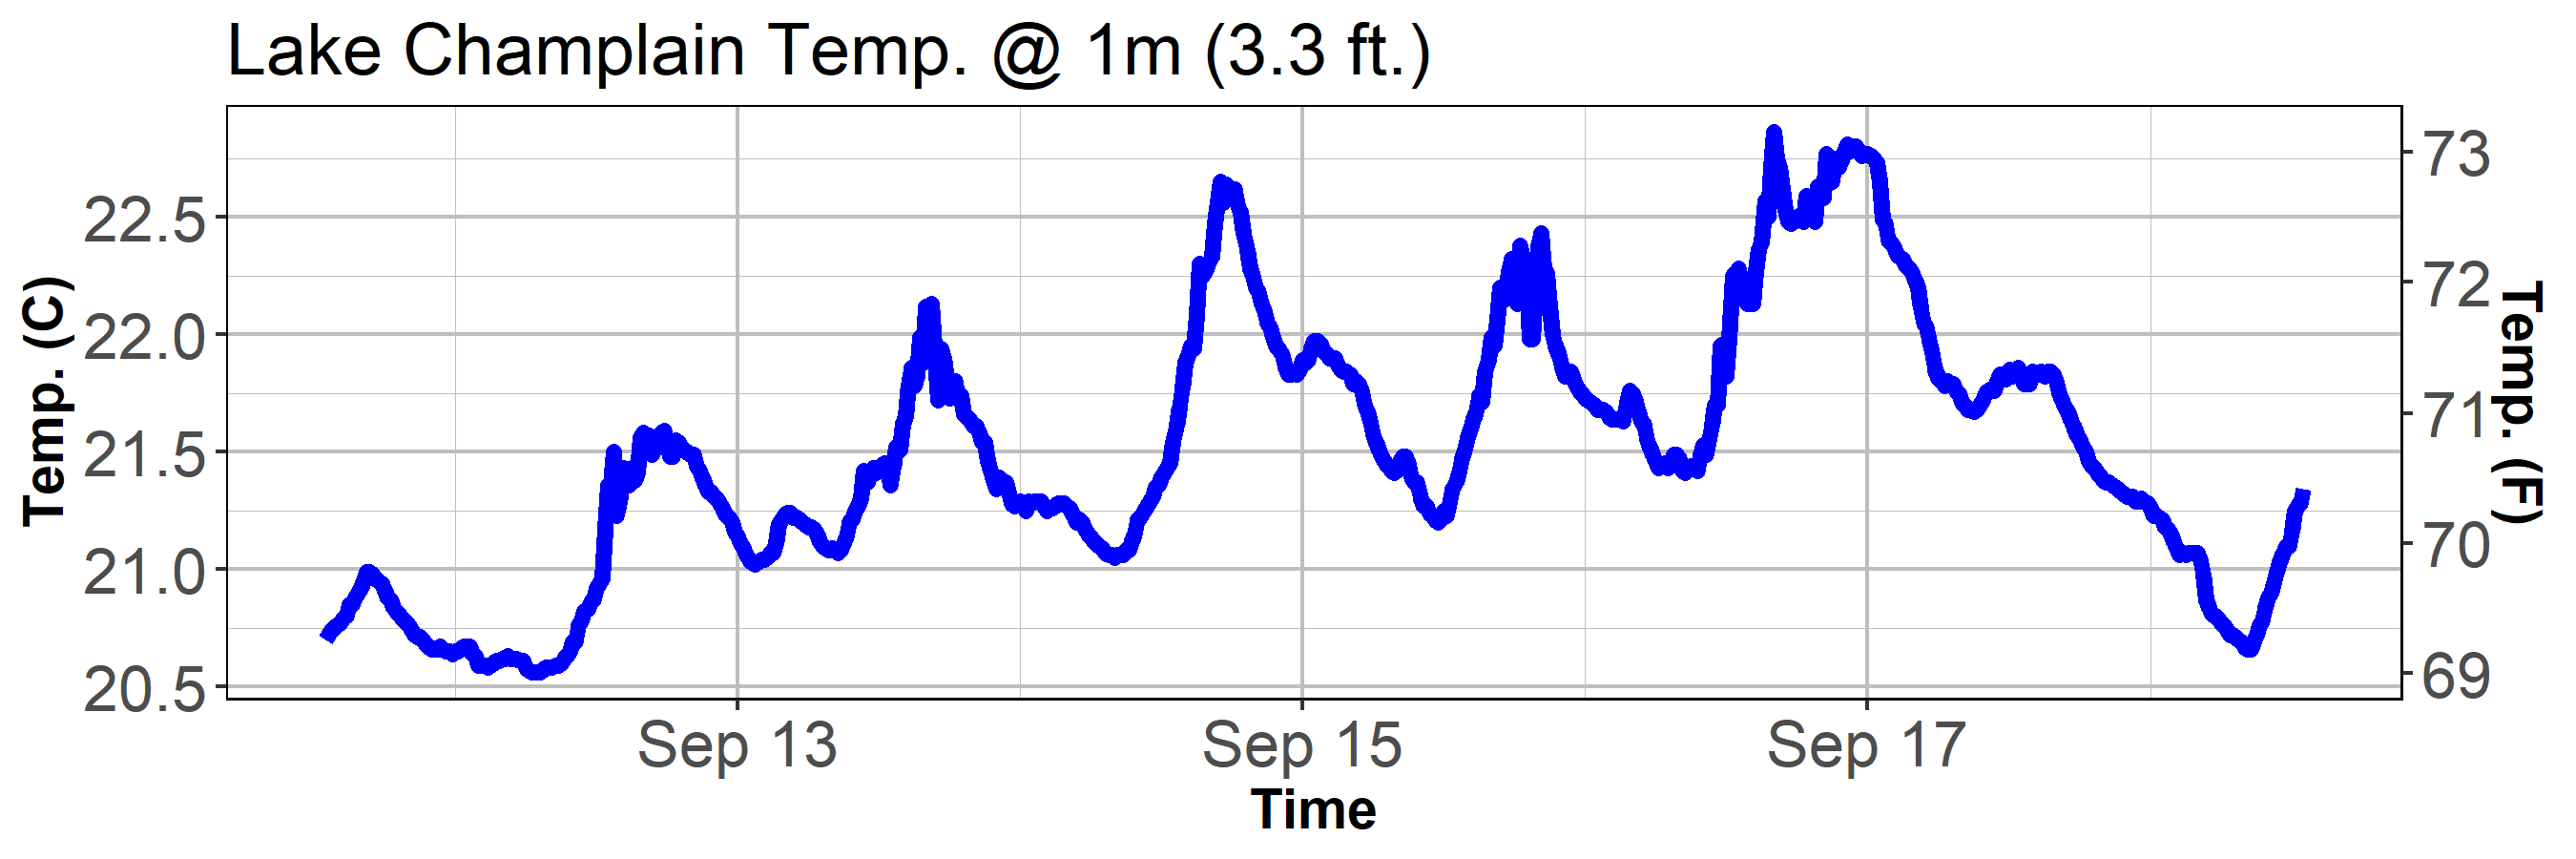 Lake Champlain Temp. @ 1m (3.3 ft.)
Temp. (C)
22.5
22.0
21.5
21.0
20.5
73
72
71
70
69
Temp. (F)
Sep 13
Sep 15
Sep 17
Time